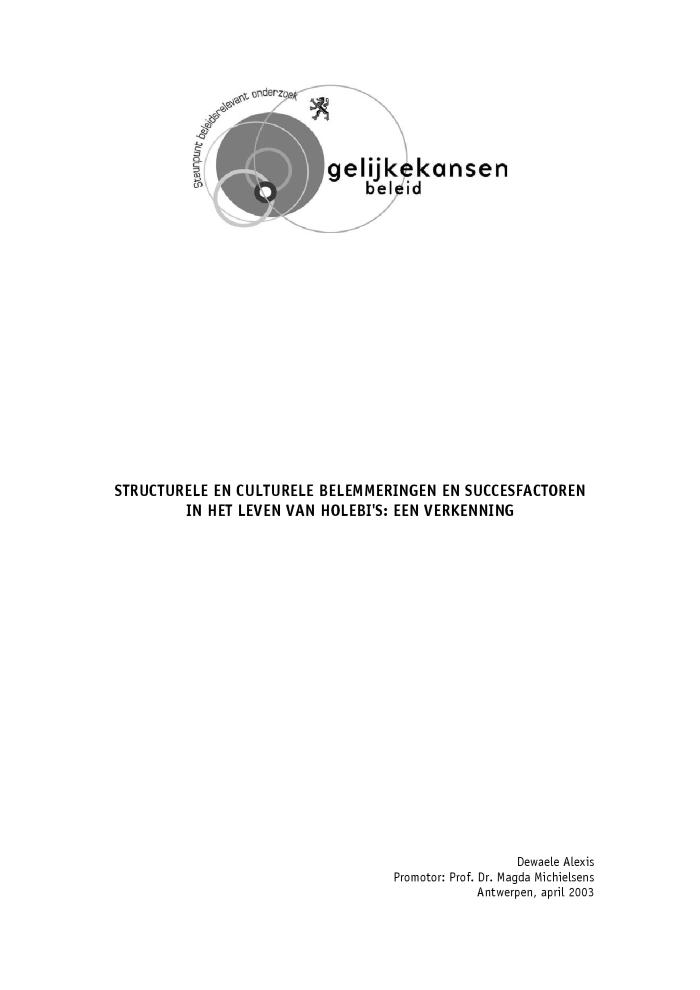 Steunpunt beleidsrelevant onderzoek
gelijkekansen
beleid
STRUCTURELE EN CULTURELE BELEMMERINGEN EN SUCCESFACTOREN
IN HET LEVEN VAN HOLEBI'S: EEN VERKENNING
Dewaele Alexis
Promotor: Prof. Dr. Magda Michielsens
Antwerpen, april 2003